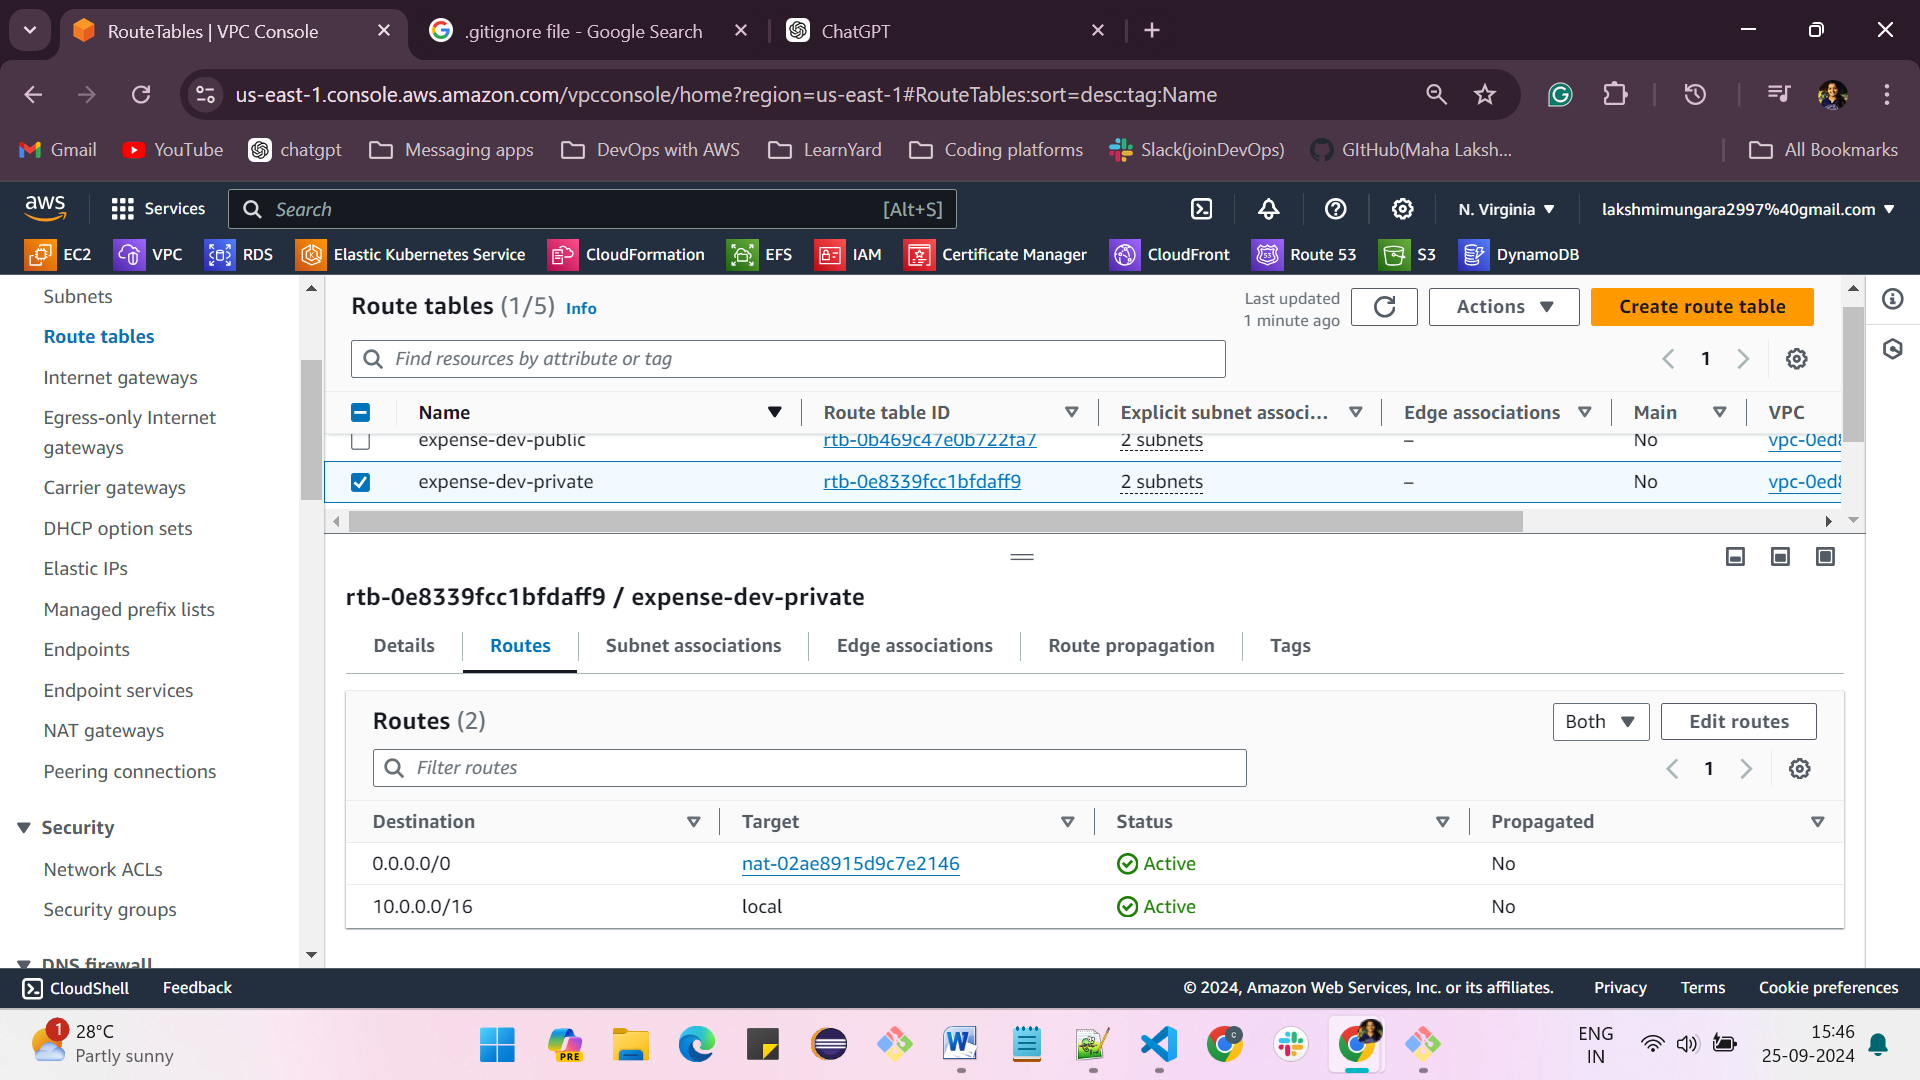 RouteTables | VPC Console
.gitignore file - Google Search
ChatGPT
us-east-1.console.aws.amazon.com/vpcconsole/home?region=us-east-1#RouteTables:sort=desc:tag:Name
Gmail
YouTube
chatgpt
Messaging apps
DevOps with AWS
LearnYard
Coding platforms
Slack(joinDevOps)
GItHub(Maha Laksh...
All Bookmarks
aws
Services
Search
[Alt+S]
N. Virginia
lakshmimungara2997%40gmail.com
EC2
VPC
RDS
Elastic Kubernetes Service
CloudFormation
EFS
IAM
Certificate Manager
CloudFront
Route 53
S3
DynamoDB
Subnets
Route tables
Internet gateways
Egress-only Internet
gateways
Carrier gateways
DHCP option sets
Elastic IPs
Managed prefix lists
Endpoints
Endpoint services
NAT gateways
Peering connections
Security
Network ACLs
Security groups
DNS firewall
Route tables (1/5) Info
Last updated
1 minute ago
Actions
Create route table
Find resources by attribute or tag
1
Name
Route table ID
Explicit subnet associ...
Edge associations
Main
VPC
expense-dev-public
rtb-0b469c47e0b722fa7
2 subnets
–
No
vpc-0ed8
expense-dev-private
rtb-0e8339fcc1bfdaff9
2 subnets
–
No
vpc-0ed8
rtb-0e8339fcc1bfdaff9 / expense-dev-private
Details
Routes
Subnet associations
Edge associations
Route propagation
Tags
Routes (2)
Both
Edit routes
Filter routes
1
Destination
Target
Status
Propagated
0.0.0.0/0
nat-02ae8915d9c7e2146
Active
No
10.0.0.0/16
local
Active
No
CloudShell
Feedback
© 2024, Amazon Web Services, Inc. or its affiliates.
Privacy
Terms
Cookie preferences
1
28°C
Partly sunny
PRE
ENG
IN
15:46
25-09-2024